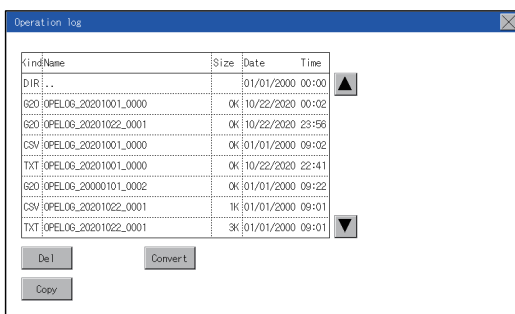 Operation log
Kind Name Size Date Time
DIR .. 01/01/2000 00:00
G2O OPELOG_20201001_0000 0K 10/22/2020 00:02
G2O OPELOG_20201022_0001 0K 10/22/2020 23:56
CSV OPELOG_20201001_0000 0K 01/01/2000 09:02
TXT OPELOG_20201001_0000 0K 10/22/2020 22:41
G2O OPELOG_20000101_0002 0K 01/01/2000 09:22
CSV OPELOG_20201022_0001 1K 01/01/2000 09:01
TXT OPELOG_20201022_0001 3K 01/01/2000 09:01
Del Convert
Copy